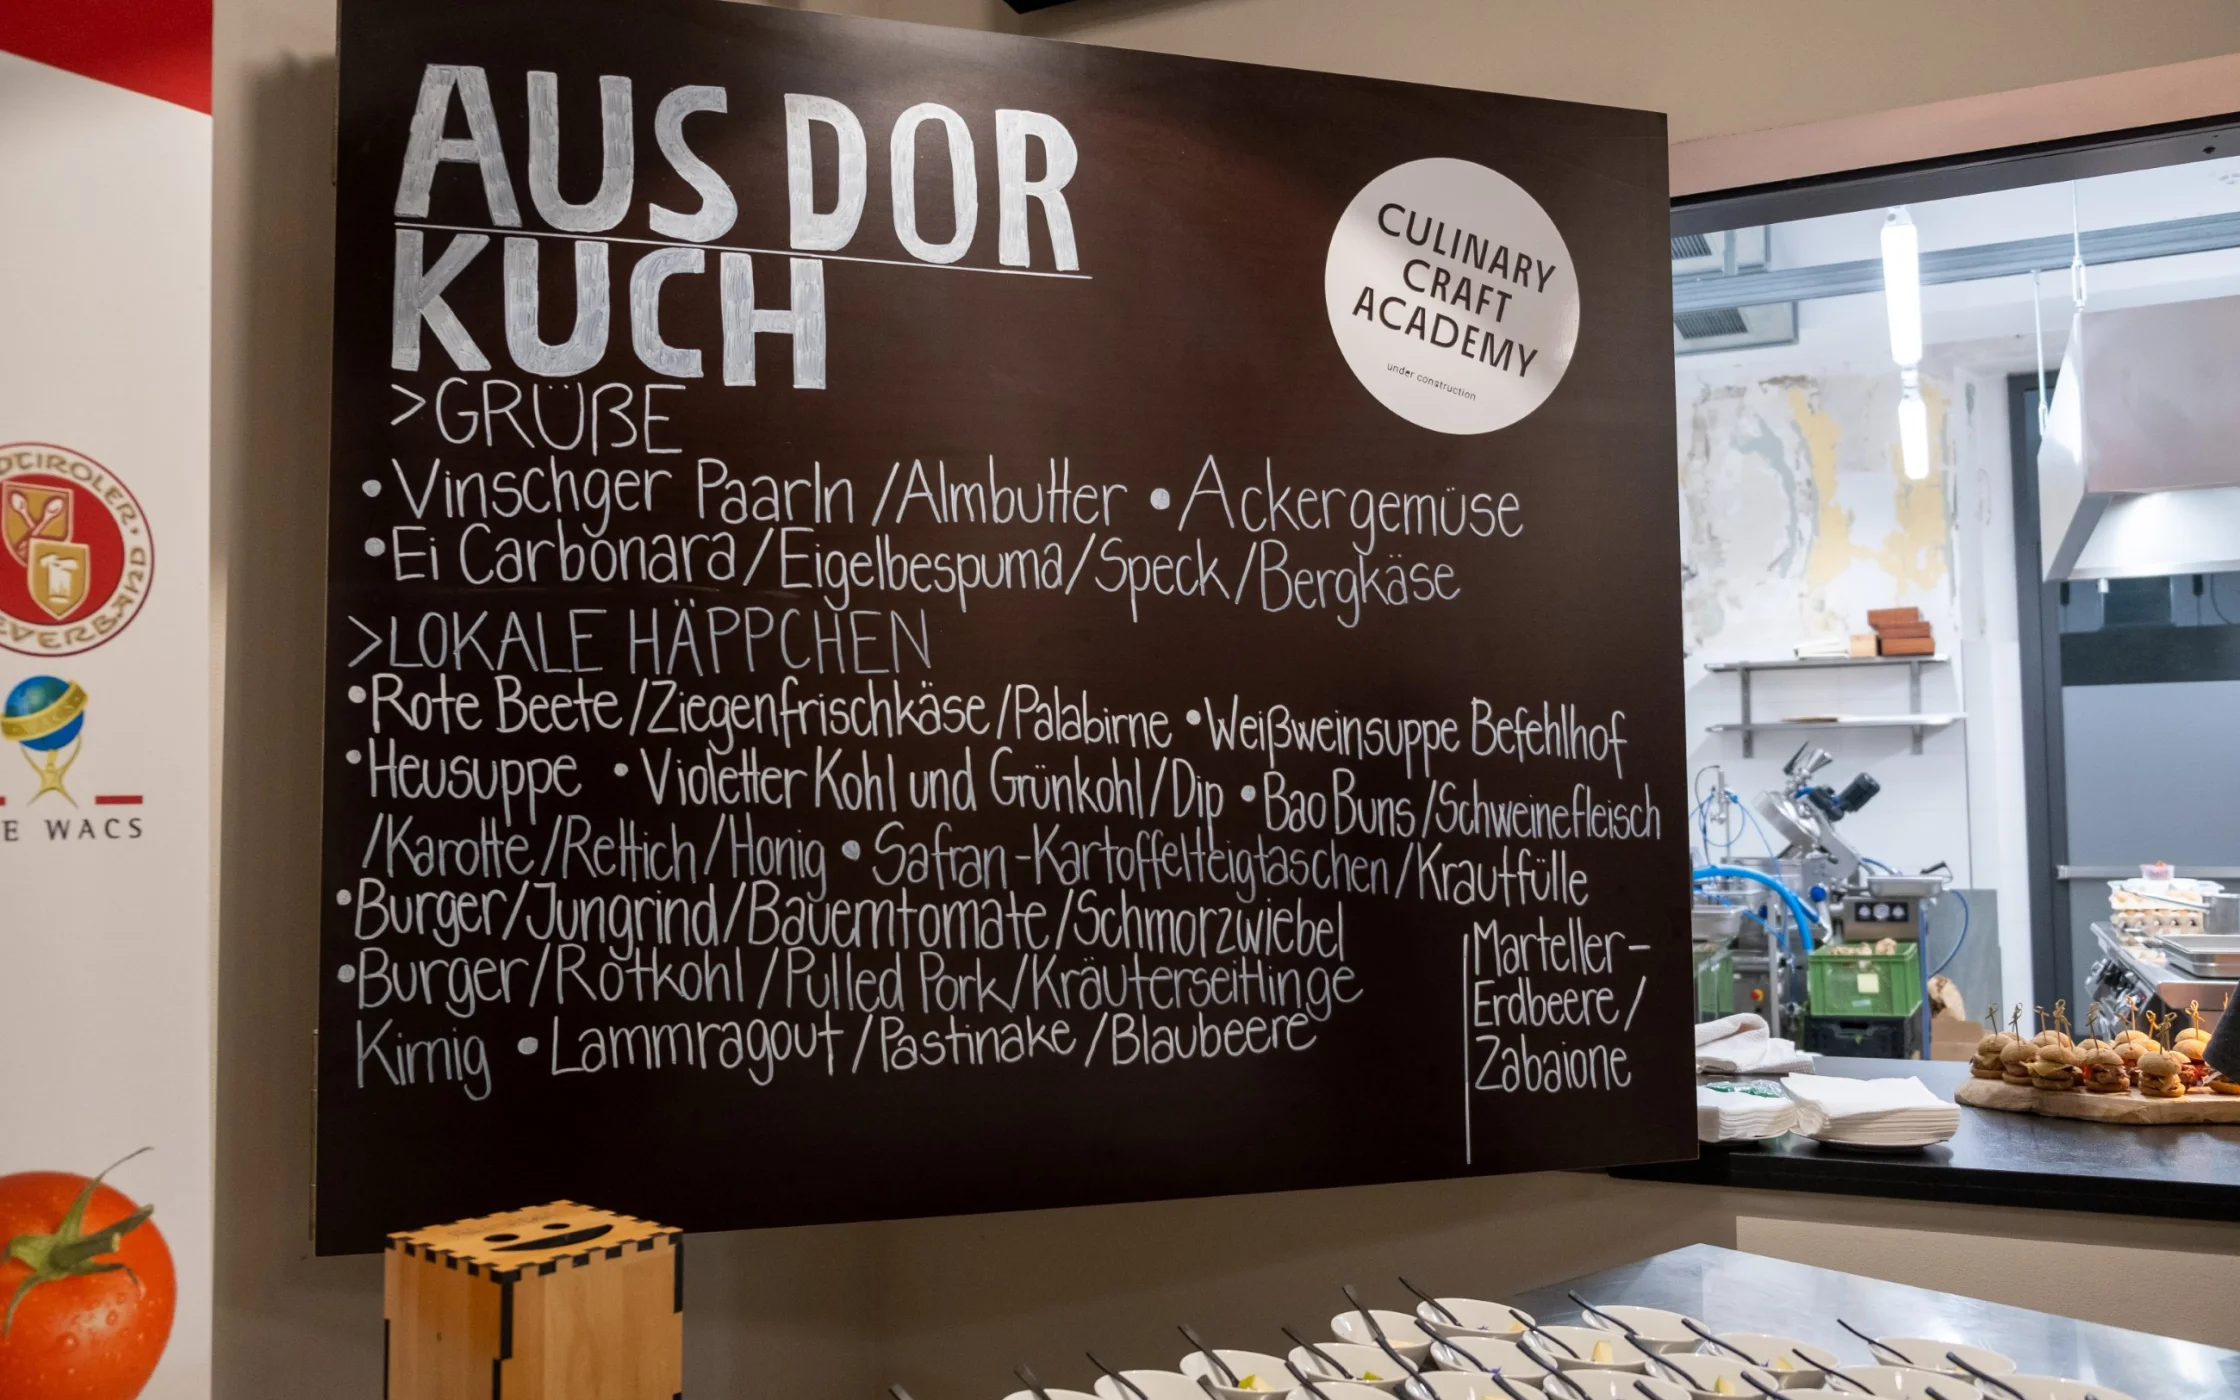 AUS DOR
KUCH
CULINARY
CRAFT
ACADEMY
under construction
>GRÜßE
• Vinschger Paarln /Almbutter • Ackergemüse
• Ei Carbonara/Eigelbespuma/Speck/Bergkäse
>LOKALE HÄPPCHEN
• Rote Beete/Ziegenfrischkäse/Palabirne • Weißweinsuppe Befehlhof
• Heusuppe • Violetter Kohl und Grünkohl/Dip • Bao Buns/Schweinefleisch
/Karotte/Rettich/Honig • Safran-Kartoffelteigtaschen/Krautfülle
• Burger/Jungrind/Bauerntomate/Schmorzwiebel
• Burger/Rotkohl/Pulled Pork/Kräuterseitlinge
Kirnig • Lammragout/Pastinake/Blaubeere
Marteller-
Erdbeere/
Zabaione
WACS